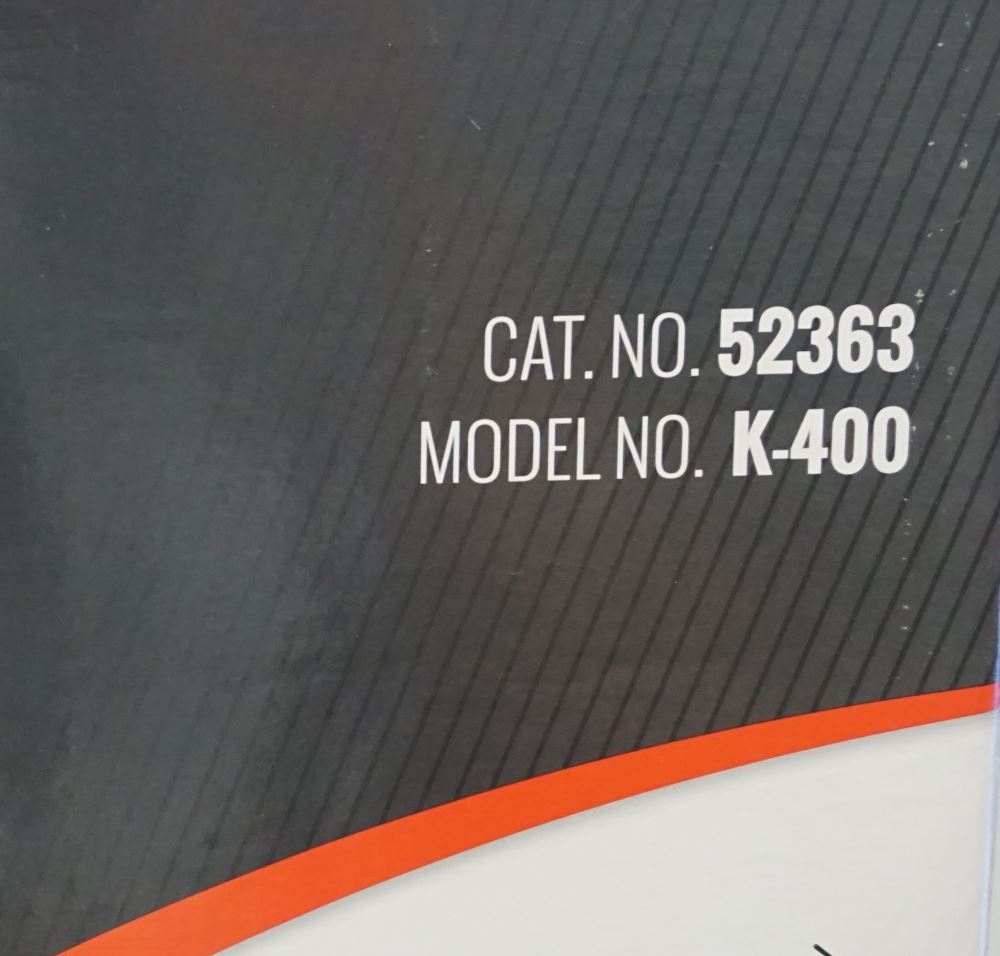 CAT. NO. 52363
MODEL NO. K-400